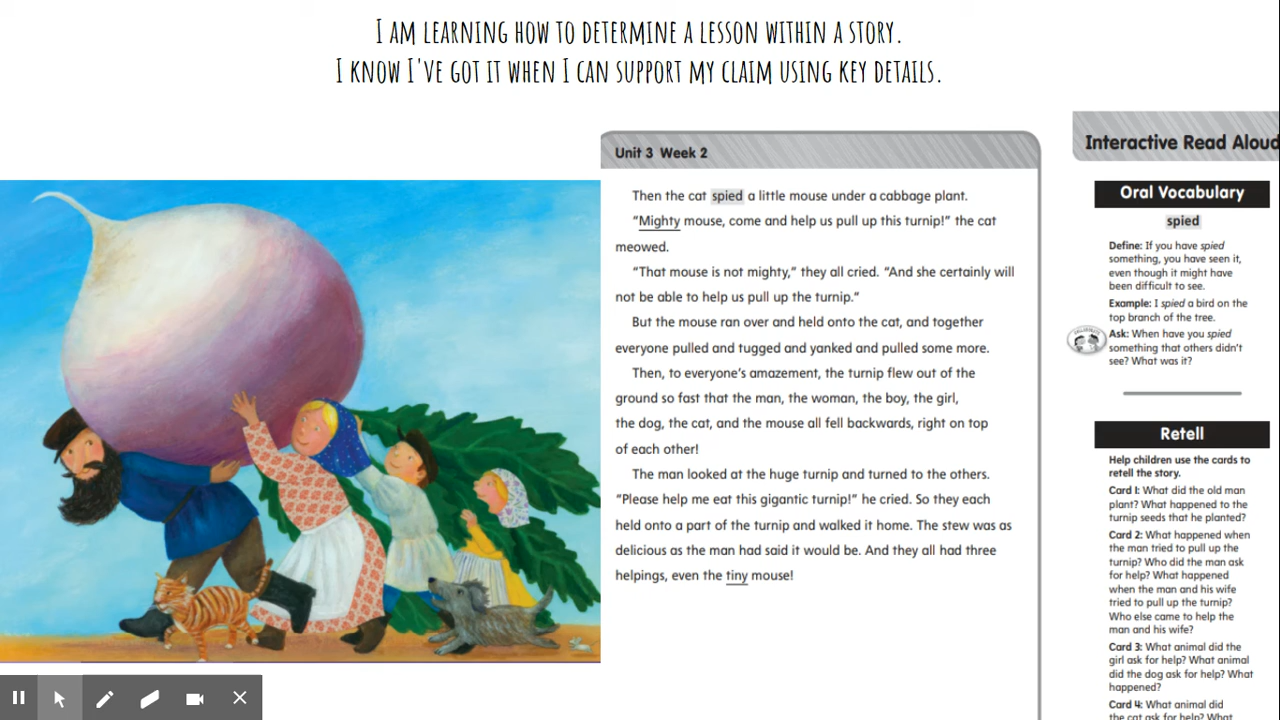 I AM LEARNING HOW TO DETERMINE A LESSON WITHIN A STORY.
I KNOW I'VE GOT IT WHEN I CAN SUPPORT MY CLAIM USING KEY DETAILS.
Unit 3 Week 2
Then the cat spied a little mouse under a cabbage plant.
“Mighty mouse, come and help us pull up this turnip!” the cat
meowed.
“That mouse is not mighty,” they all cried. “And she certainly will
not be able to help us pull up the turnip.”
But the mouse ran over and held onto the cat, and together
everyone pulled and tugged and yanked and pulled some more.
Then, to everyone’s amazement, the turnip flew out of the
ground so fast that the man, the woman, the boy, the girl,
the dog, the cat, and the mouse all fell backwards, right on top
of each other!
The man looked at the huge turnip and turned to the others.
“Please help me eat this gigantic turnip!” he cried. So they each
held onto a part of the turnip and walked it home. The stew was as
delicious as the man had said it would be. And they all had three
helpings, even the tiny mouse!
Interactive Read Aloud
Oral Vocabulary
spied
Define: If you have spied
something, you have seen it,
even though it might have
been difficult to see.
Example: I spied a bird on the
top branch of the tree.
Ask: When have you spied
something that others didn’t
see? What was it?
Retell
Help children use the cards to
retell the story.
Card 1: What did the old man
plant? What happened to the
turnip seeds that he planted?
Card 2: What happened when
the man tried to pull up the
turnip? Who did the man ask
for help? What happened
when the man and his wife
tried to pull up the turnip?
Who else came to help the
man and his wife?
Card 3: What animal did the
girl ask for help? What animal
did the dog ask for help? What
happened?
Card 4: What animal did
the cat ask for help? What